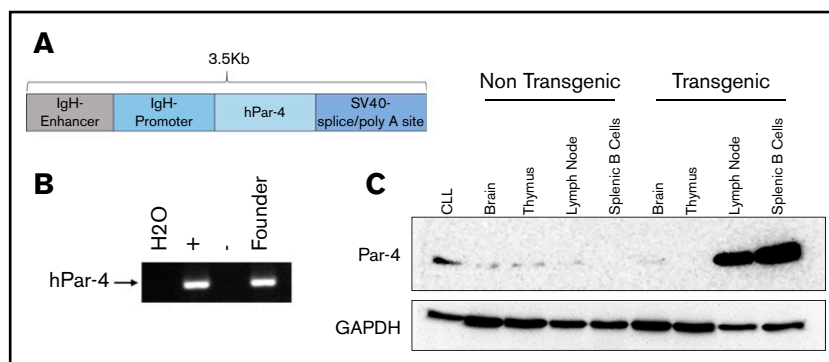 A
3.5Kb
IgH-
Enhancer
IgH-
Promoter
hPar-4
SV40-
splice/poly A site
B
H2O
+
-
Founder
hPar-4
C
Non Transgenic
Transgenic
CLL
Brain
Thymus
Lymph Node
Splenic B Cells
Brain
Thymus
Lymph Node
Splenic B Cells
Par-4
GAPDH